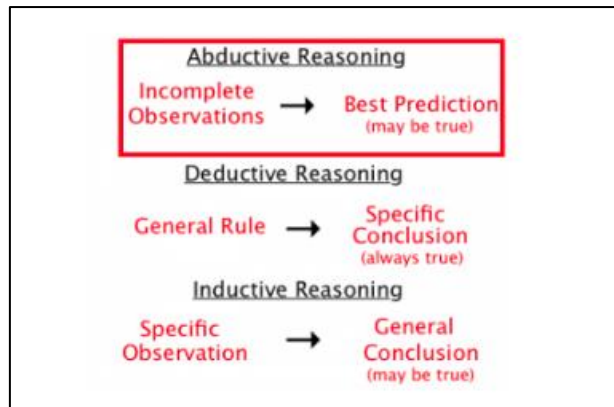 Abductive Reasoning
Incomplete Observations → Best Prediction
(may be true)
Deductive Reasoning
General Rule → Specific Conclusion
(always true)
Inductive Reasoning
Specific Observation → General Conclusion
(may be true)